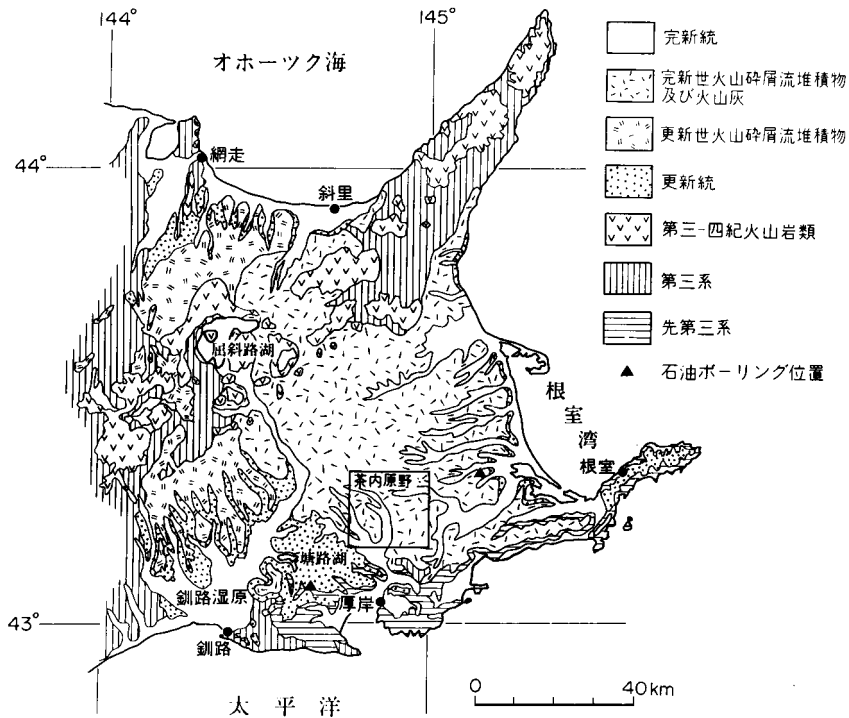 144°
145°
オホーツク海
完新統
完新世火山砕屑流堆積物
及び火山灰
更新世火山砕屑流堆積物
更新統
第三-四紀火山岩類
第三系
先第三系
石油ボーリング位置
44°
網走
斜里
屈斜路湖
根室湾
根室
茶内原野
塘路湖
釧路湿原
厚岸
43°
釧路
太平洋
0 40km